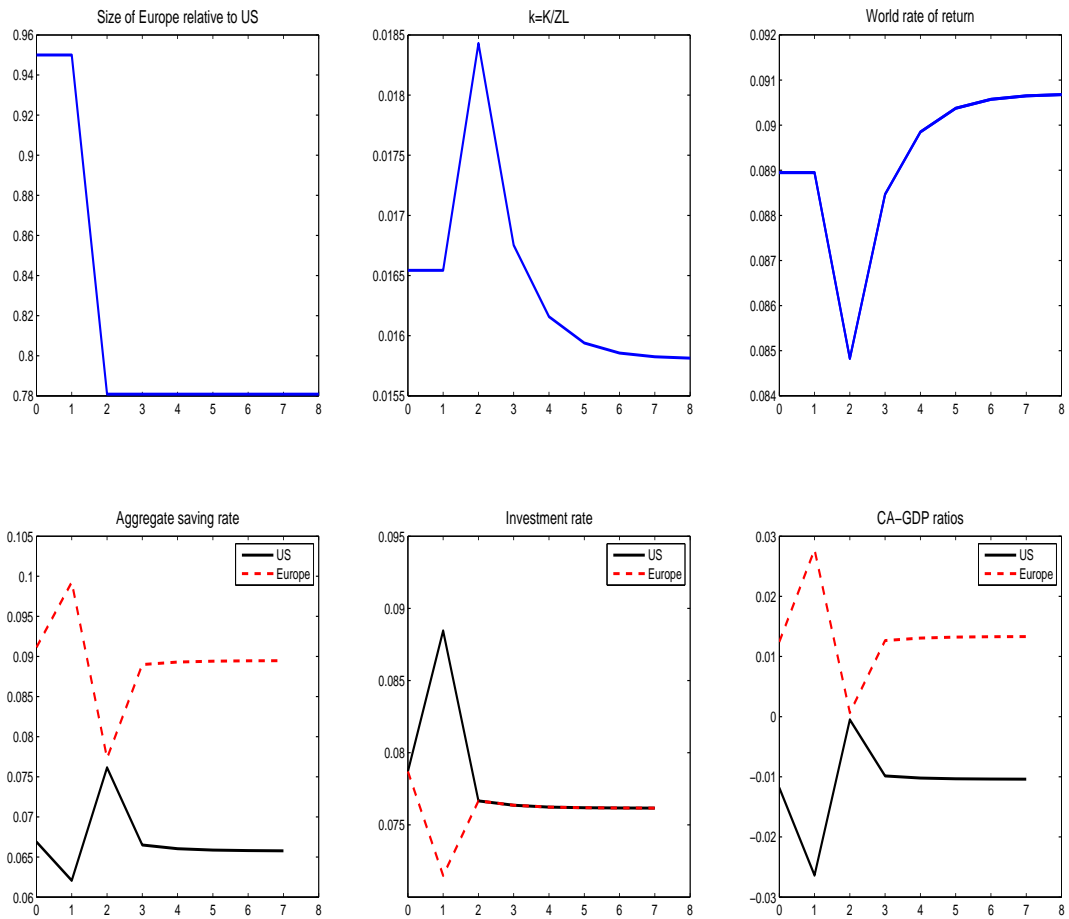 Size of Europe relative to US
0.96
0.94
0.92
0.9
0.88
0.86
0.84
0.82
0.8
0.78
0 1 2 3 4 5 6 7 8
k=K/ZL
0.0185
0.018
0.0175
0.017
0.0165
0.016
0.0155
0 1 2 3 4 5 6 7 8
World rate of return
0.092
0.091
0.09
0.089
0.088
0.087
0.086
0.085
0.084
0 1 2 3 4 5 6 7 8
Aggregate saving rate
0.105
0.1
0.095
0.09
0.085
0.08
0.075
0.07
0.065
0.06
US
Europe
0 1 2 3 4 5 6 7 8
Investment rate
0.095
0.09
0.085
0.08
0.075
US
Europe
0 1 2 3 4 5 6 7 8
CA−GDP ratios
0.03
0.02
0.01
0
−0.01
−0.02
−0.03
US
Europe
0 1 2 3 4 5 6 7 8